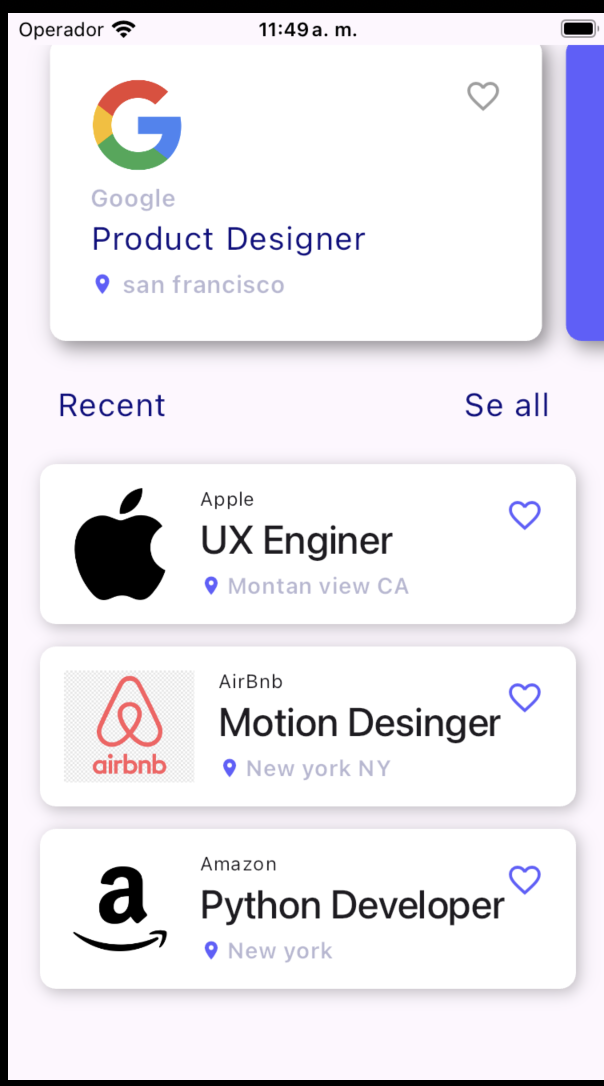 Operador 11:49 a. m.
Google
Product Designer
san francisco
Recent Se all
Apple
UX Enginer
Montan view CA
airbnb
AirBnb
Motion Desinger
New york NY
a
Amazon
Python Developer
New york